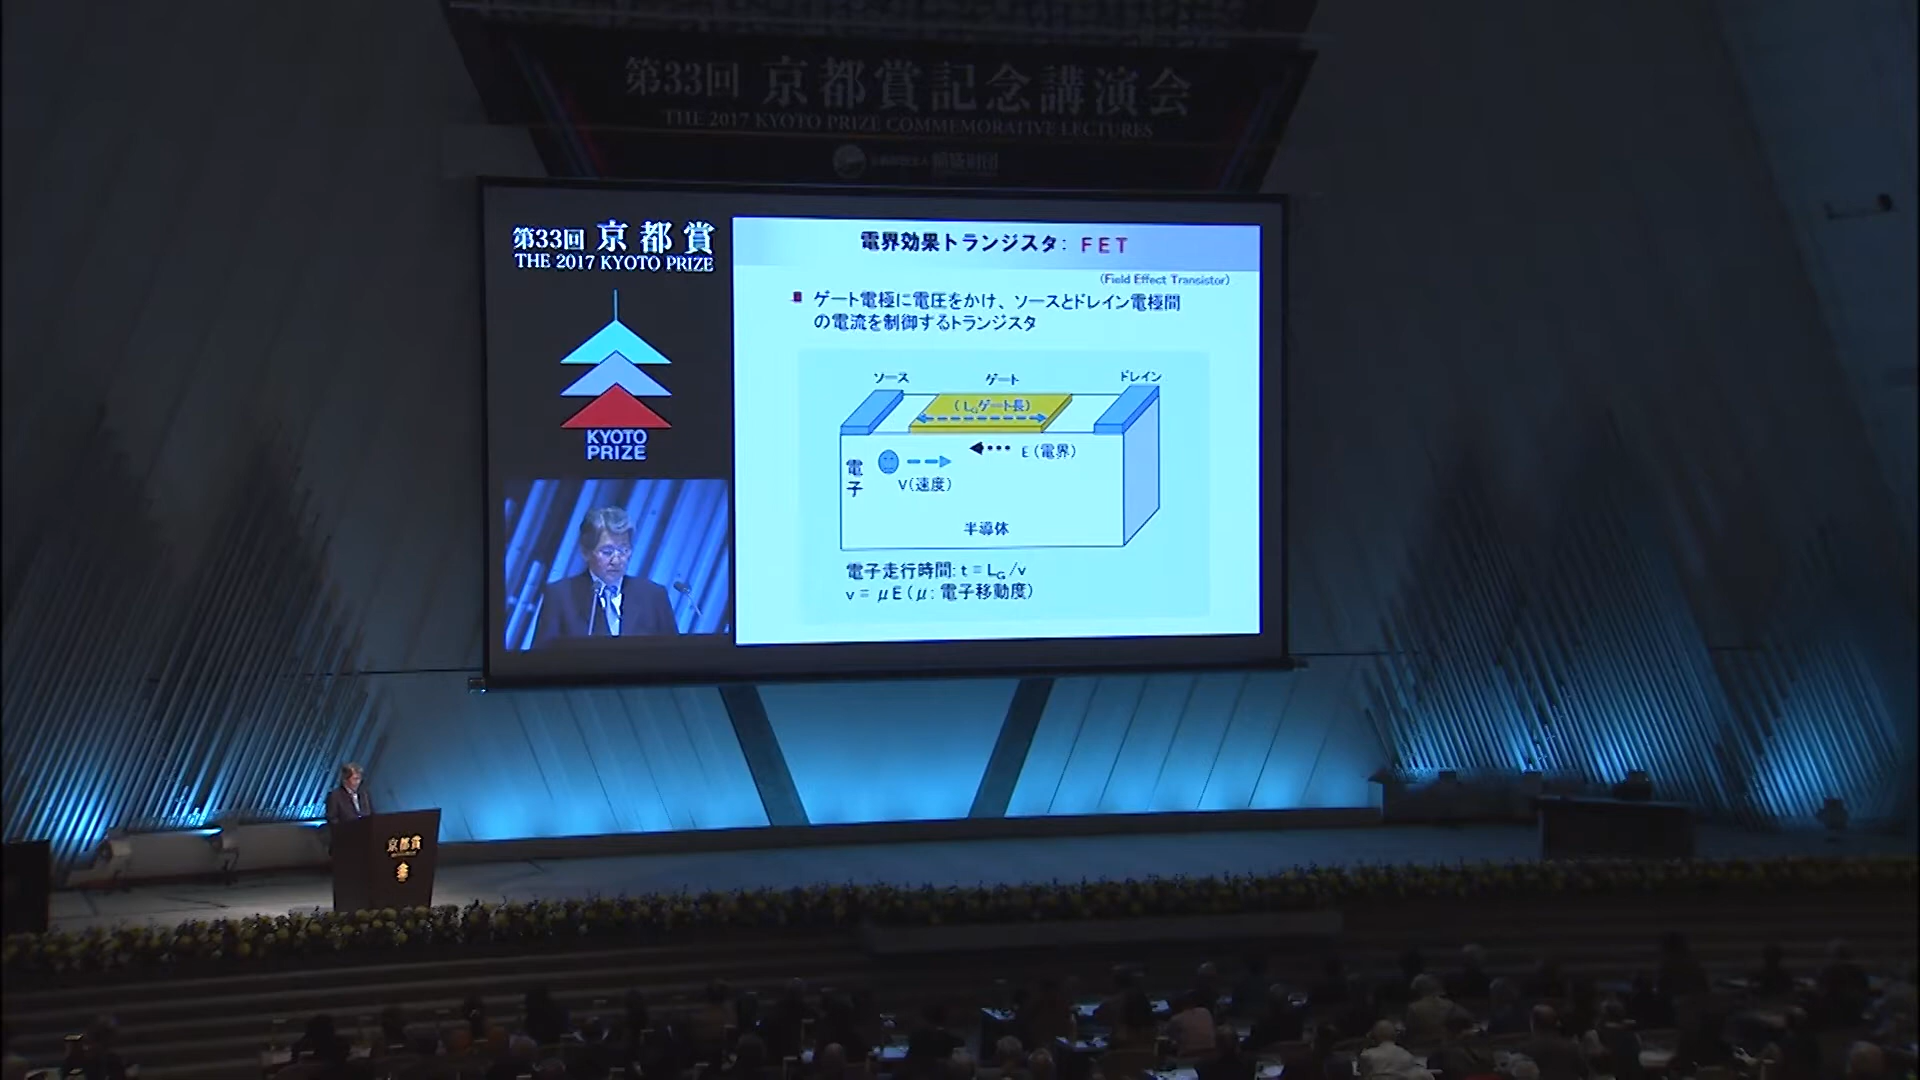 第33回 京都賞記念講演会
THE 2017 KYOTO PRIZE COMMEMORATIVE LECTURES
稲盛財団
第33回 京都賞
THE 2017 KYOTO PRIZE
KYOTO
PRIZE
電界効果トランジスタ: FET
(Field Effect Transistor)
ゲート電極に電圧をかけ、ソースとドレイン電極間
の電流を制御するトランジスタ
ソース ゲート ドレイン
(LGゲート長)
E(電界)
電子
V(速度)
半導体
電子走行時間: t = LG/v
v = μE(μ: 電子移動度)
京都賞